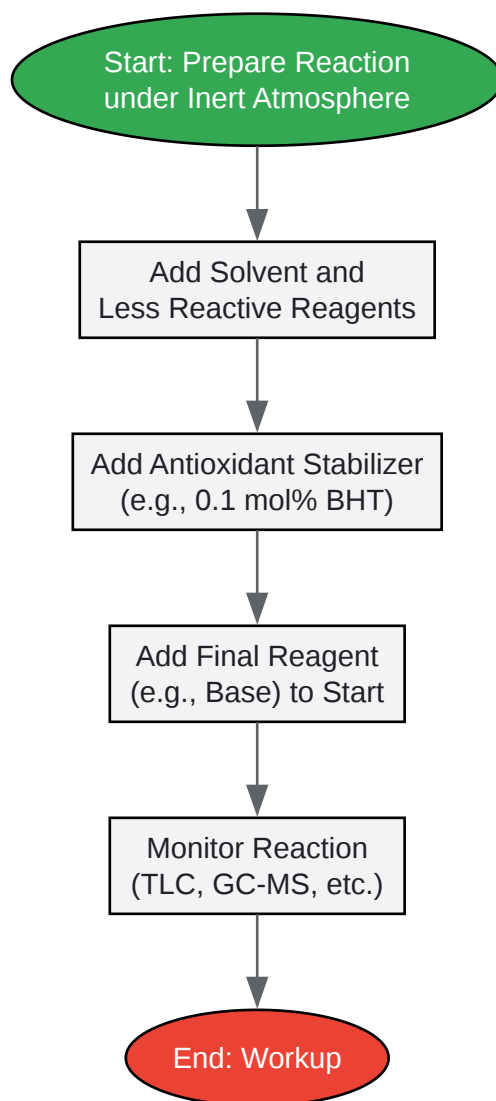 Start: Prepare Reaction
under Inert Atmosphere
Add Solvent and
Less Reactive Reagents
Add Antioxidant Stabilizer
(e.g., 0.1 mol% BHT)
Add Final Reagent
(e.g., Base) to Start
Monitor Reaction
(TLC, GC-MS, etc.)
End: Workup